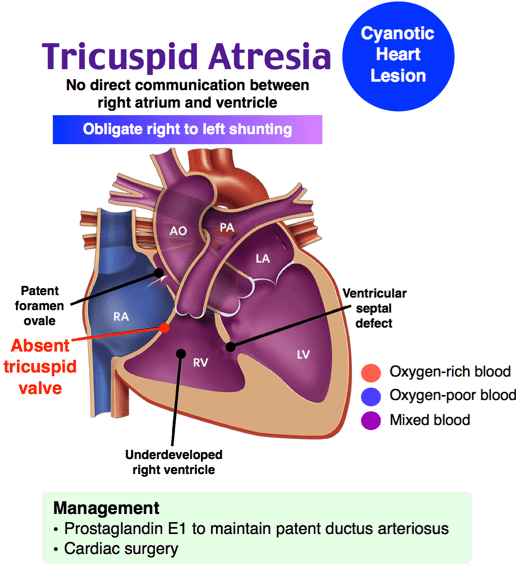 Tricuspid Atresia
Cyanotic
Heart
Lesion
No direct communication between
right atrium and ventricle
Obligate right to left shunting
AO
PA
LA
Patent
foramen
ovale
RA
Ventricular
septal
defect
Absent
tricuspid
valve
RV
LV
Oxygen-rich blood
Oxygen-poor blood
Mixed blood
Underdeveloped
right ventricle
Management
• Prostaglandin E1 to maintain patent ductus arteriosus
• Cardiac surgery